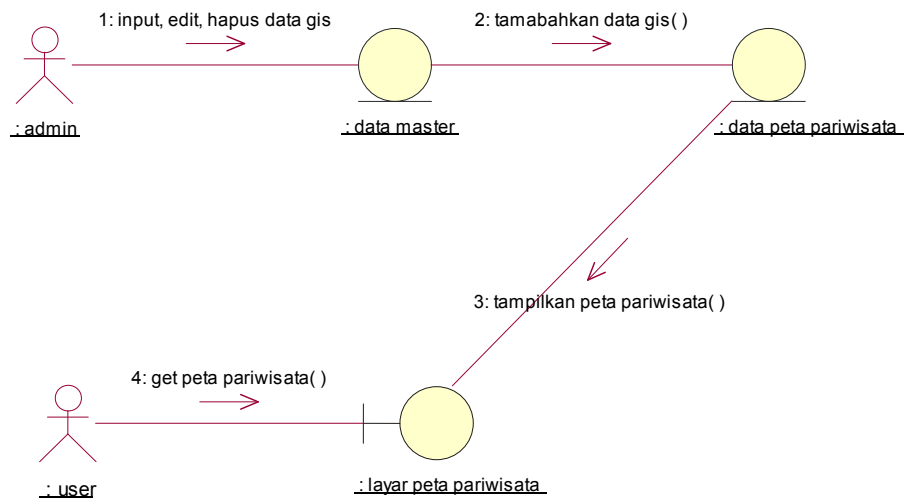 1: input, edit, hapus data gis
2: tamabahkan data gis( )
: admin
: data master
: data peta pariwisata
3: tampilkan peta pariwisata( )
4: get peta pariwisata( )
: user
: layar peta pariwisata